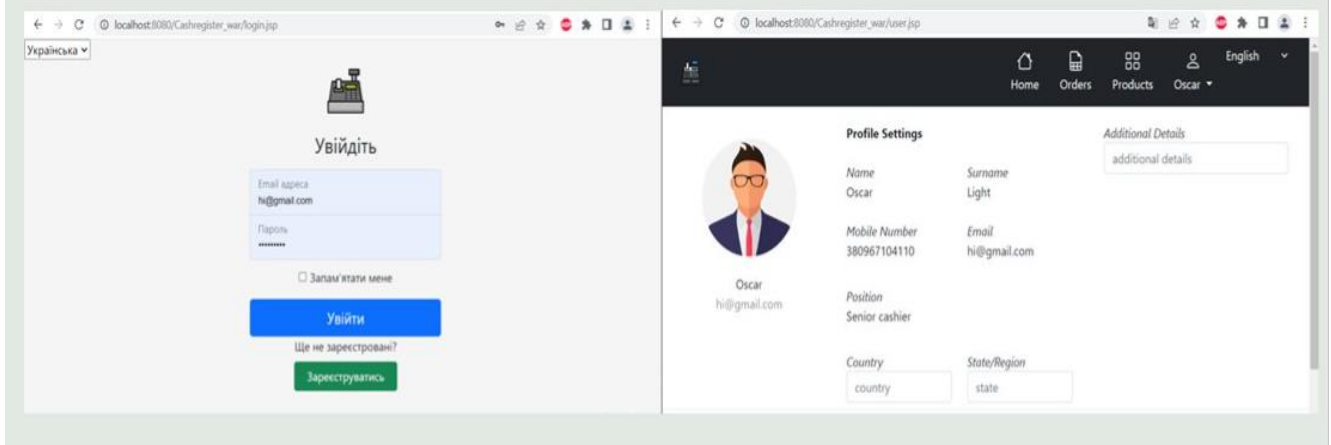 localhost:8080/Cashregister_war/login.jsp
Українська
Увійдіть
Email адреса
hi@gmail.com
Пароль
•••••••••
Запам'ятати мене
Увійти
Ще не зареєстровані?
Зареєструватись
localhost:8080/Cashregister_war/user.jsp
Home Orders Products Oscar English
Profile Settings
Additional Details
additional details
Name Surname
Oscar Light
Mobile Number Email
380967104110 hi@gmail.com
Oscar
hi@gmail.com
Position
Senior cashier
Country State/Region
country state